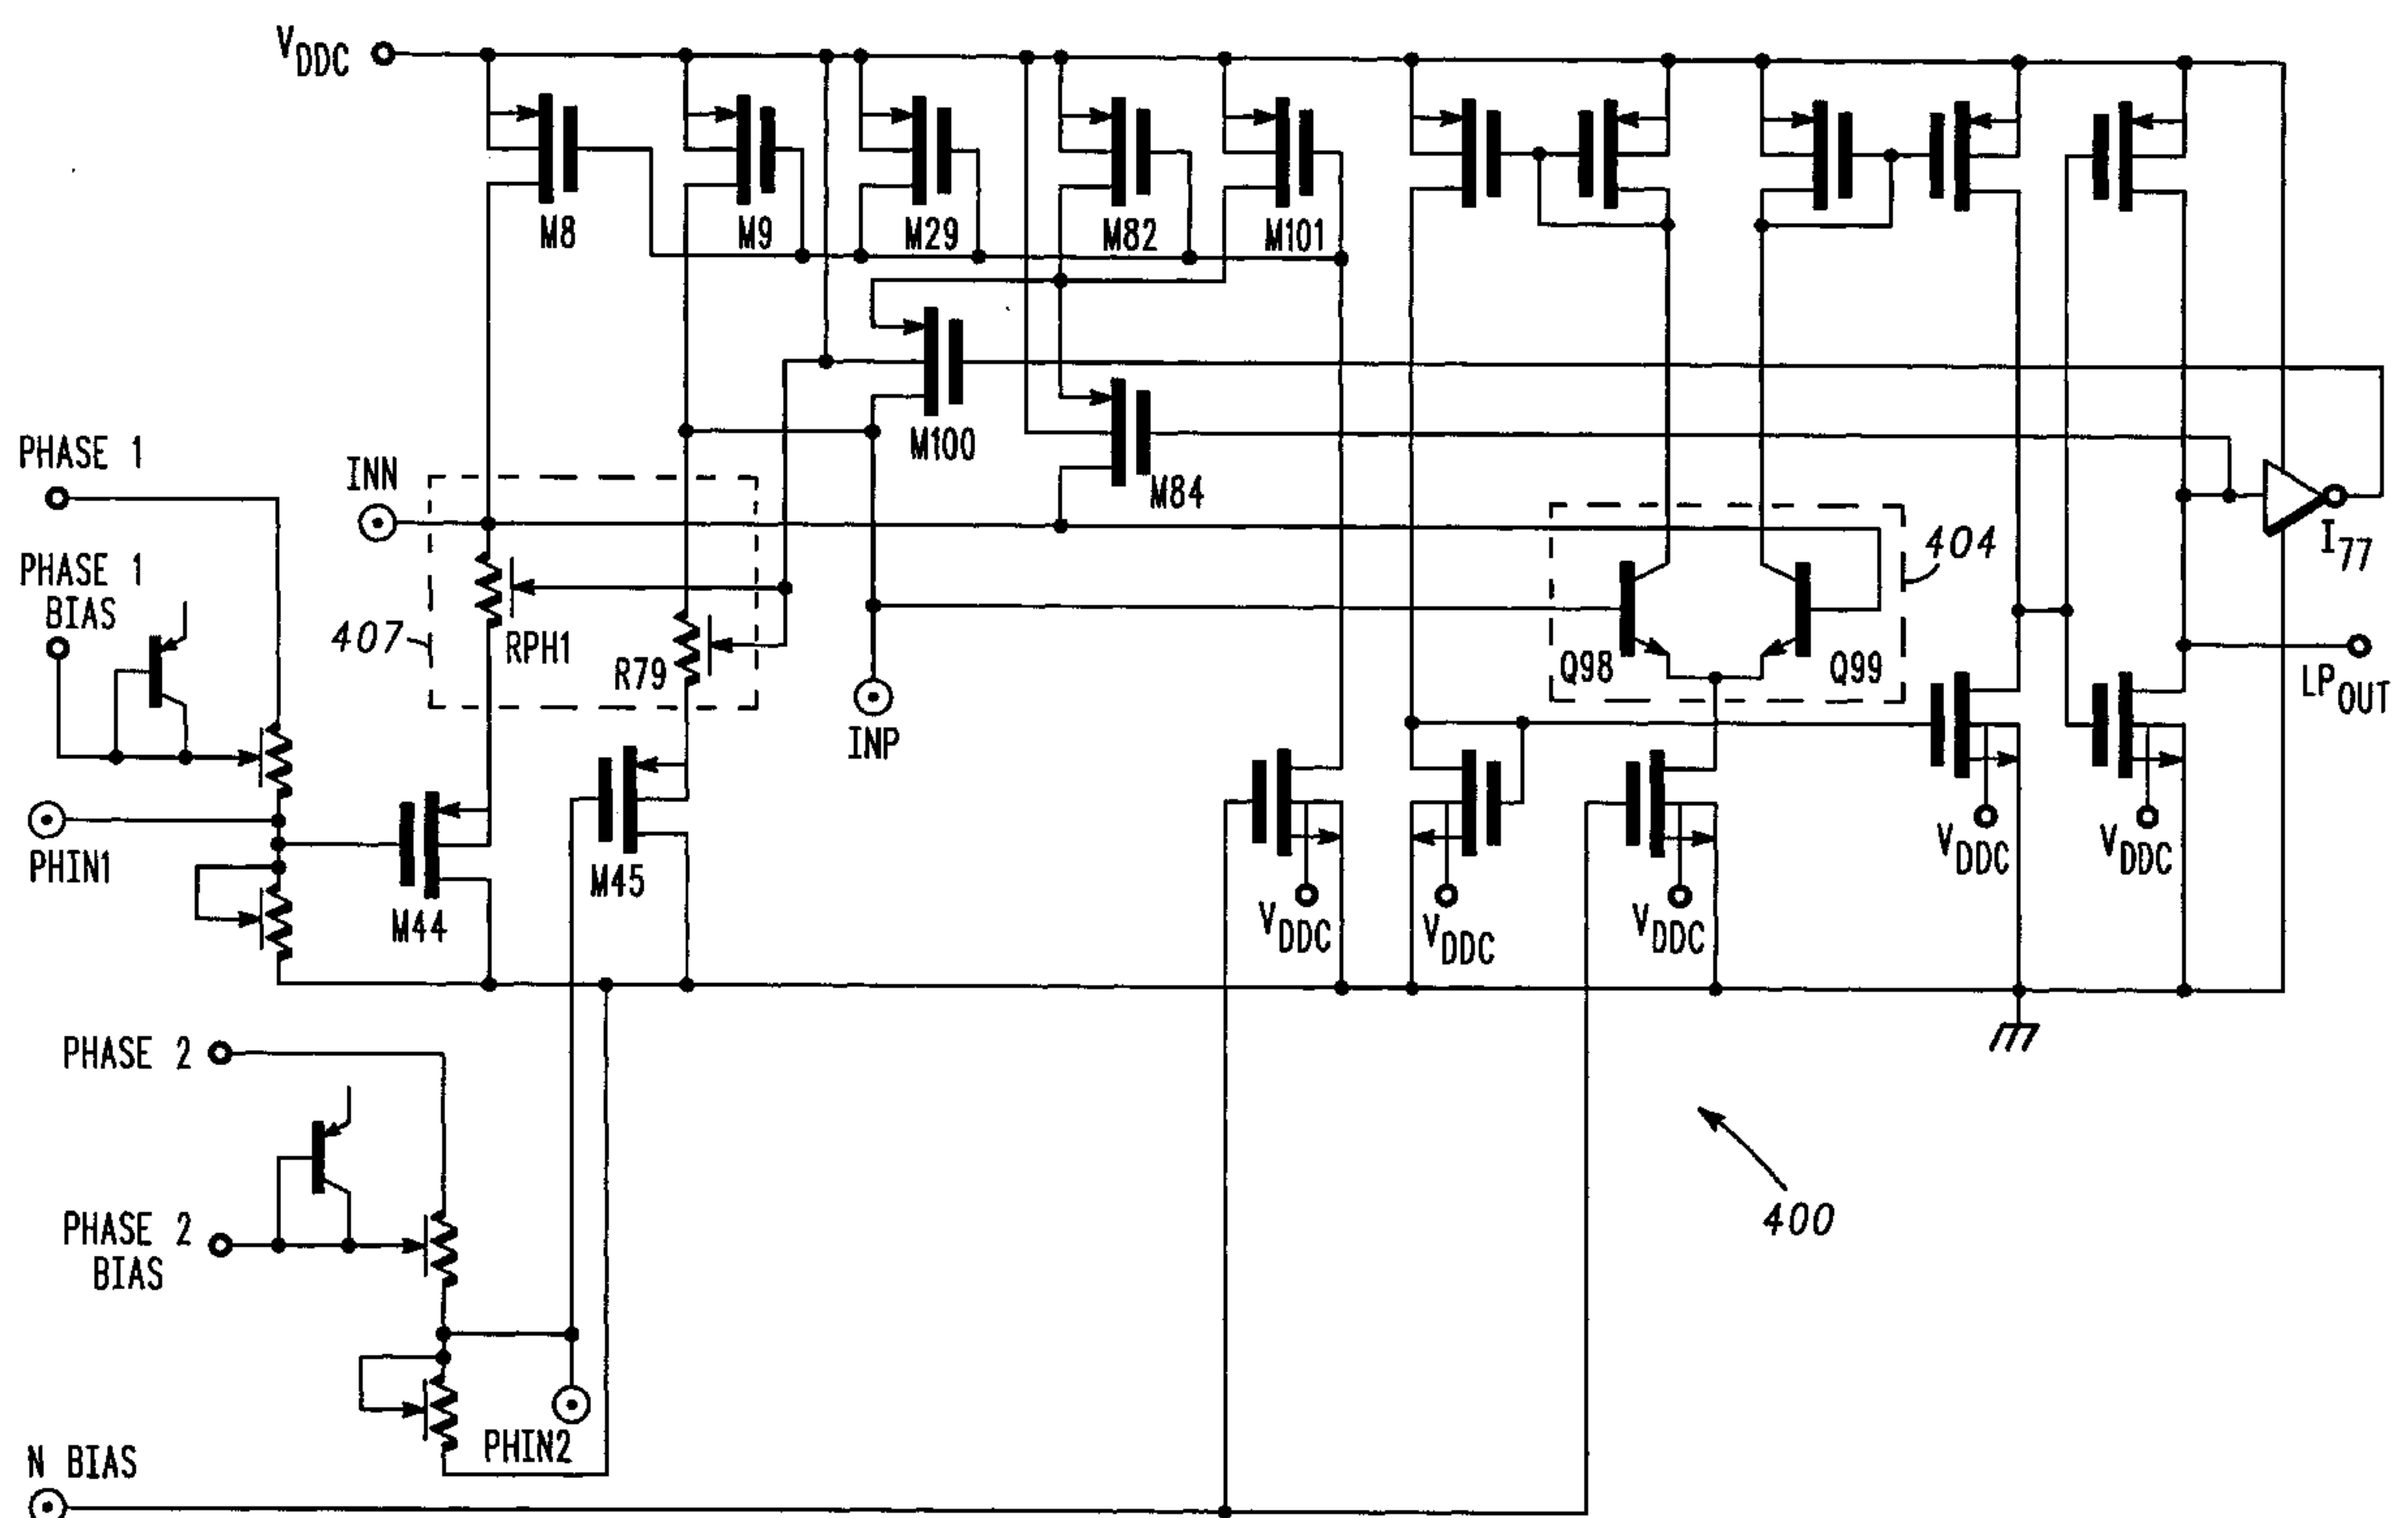 VDDC
M8
M9
M29
M82
M101
M100
M84
PHASE 1
INN
PHASE 1
BIAS
407
RPH1
R79
INP
404
I77
Q98
Q99
LPOUT
PHIN1
M44
M45
VDDC
VDDC
VDDC
VDDC
VDDC
PHASE 2
PHASE 2
BIAS
400
PHIN2
N BIAS